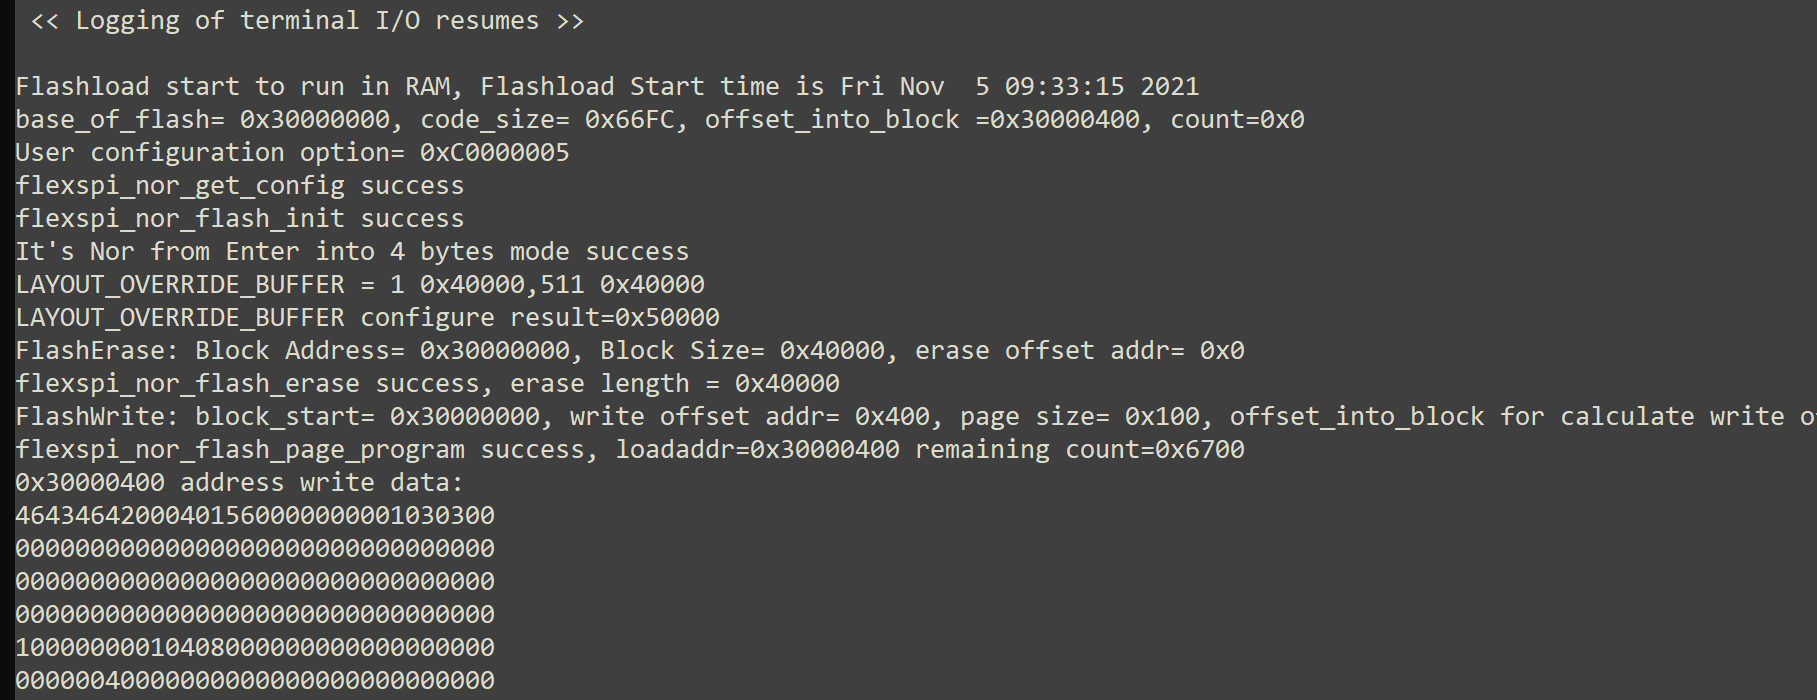 << Logging of terminal I/O resumes >>
Flashload start to run in RAM, Flashload Start time is Fri Nov  5 09:33:15 2021
base_of_flash= 0x30000000, code_size= 0x66FC, offset_into_block =0x30000400, count=0x0
User configuration option= 0xC0000005
flexspi_nor_get_config success
flexspi_nor_flash_init success
It's Nor from Enter into 4 bytes mode success
LAYOUT_OVERRIDE_BUFFER = 1 0x40000,511 0x40000
LAYOUT_OVERRIDE_BUFFER configure result=0x50000
FlashErase: Block Address= 0x30000000, Block Size= 0x40000, erase offset addr= 0x0
flexspi_nor_flash_erase success, erase length = 0x40000
FlashWrite: block_start= 0x30000000, write offset addr= 0x400, page size= 0x100, offset_into_block for calculate write
flexspi_nor_flash_page_program success, loadaddr=0x30000400 remaining count=0x6700
0x30000400 address write data:
46434642000401560000000001030300
00000000000000000000000000000000
00000000000000000000000000000000
00000000000000000000000000000000
10000000010408000000000000000000
00000040000000000000000000000000